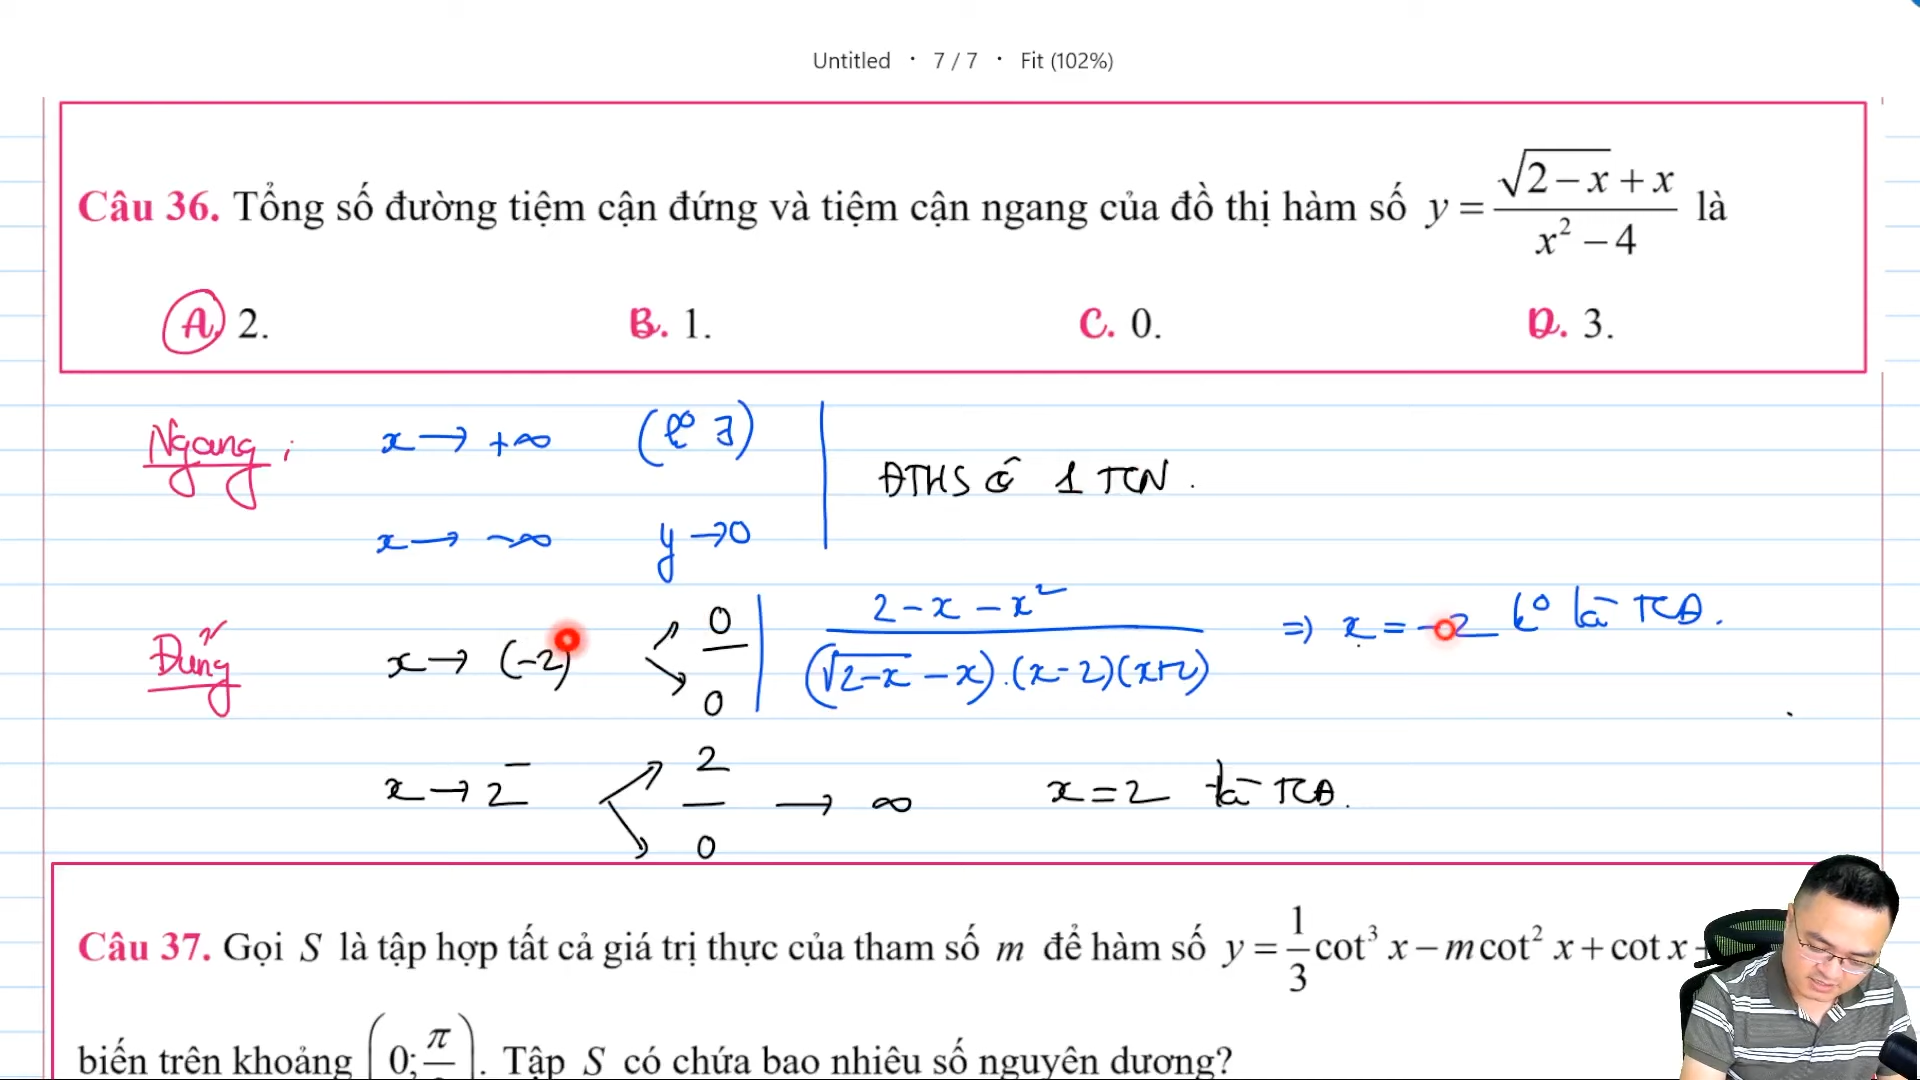 Untitled · 7 / 7 · Fit (102%)
Câu 36. Tổng số đường tiệm cận đứng và tiệm cận ngang của đồ thị hàm số y = (√(2−x) + x)/(x² − 4) là
A. 2. B. 1. C. 0. D. 3.
Ngang: x → +∞ (k° ∃)
ĐTHS có 1 TCN.
x → −∞ y → 0
Đứng x → (−2) 0/0 | (2 − x − x²)/((√(2−x) − x).(x−2)(x+2)) ⇒ x = −2 k° là TCĐ.
x → 2⁻ 2/0 → ∞ x = 2 là TCĐ.
Câu 37. Gọi S là tập hợp tất cả giá trị thực của tham số m để hàm số y = 1/3 cot³ x − m cot² x + cot x
biến trên khoảng (0; π/ ). Tập S có chứa bao nhiêu số nguyên dương?